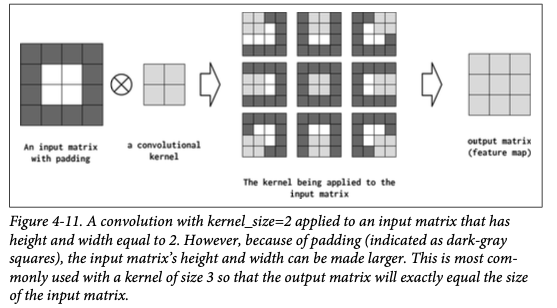 An input matrix
with padding
a convolutional
kernel
The kernel being applied to the
input matrix
output matrix
(feature map)
Figure 4-11. A convolution with kernel_size=2 applied to an input matrix that has
height and width equal to 2. However, because of padding (indicated as dark-gray
squares), the input matrix’s height and width can be made larger. This is most com-
monly used with a kernel of size 3 so that the output matrix will exactly equal the size
of the input matrix.